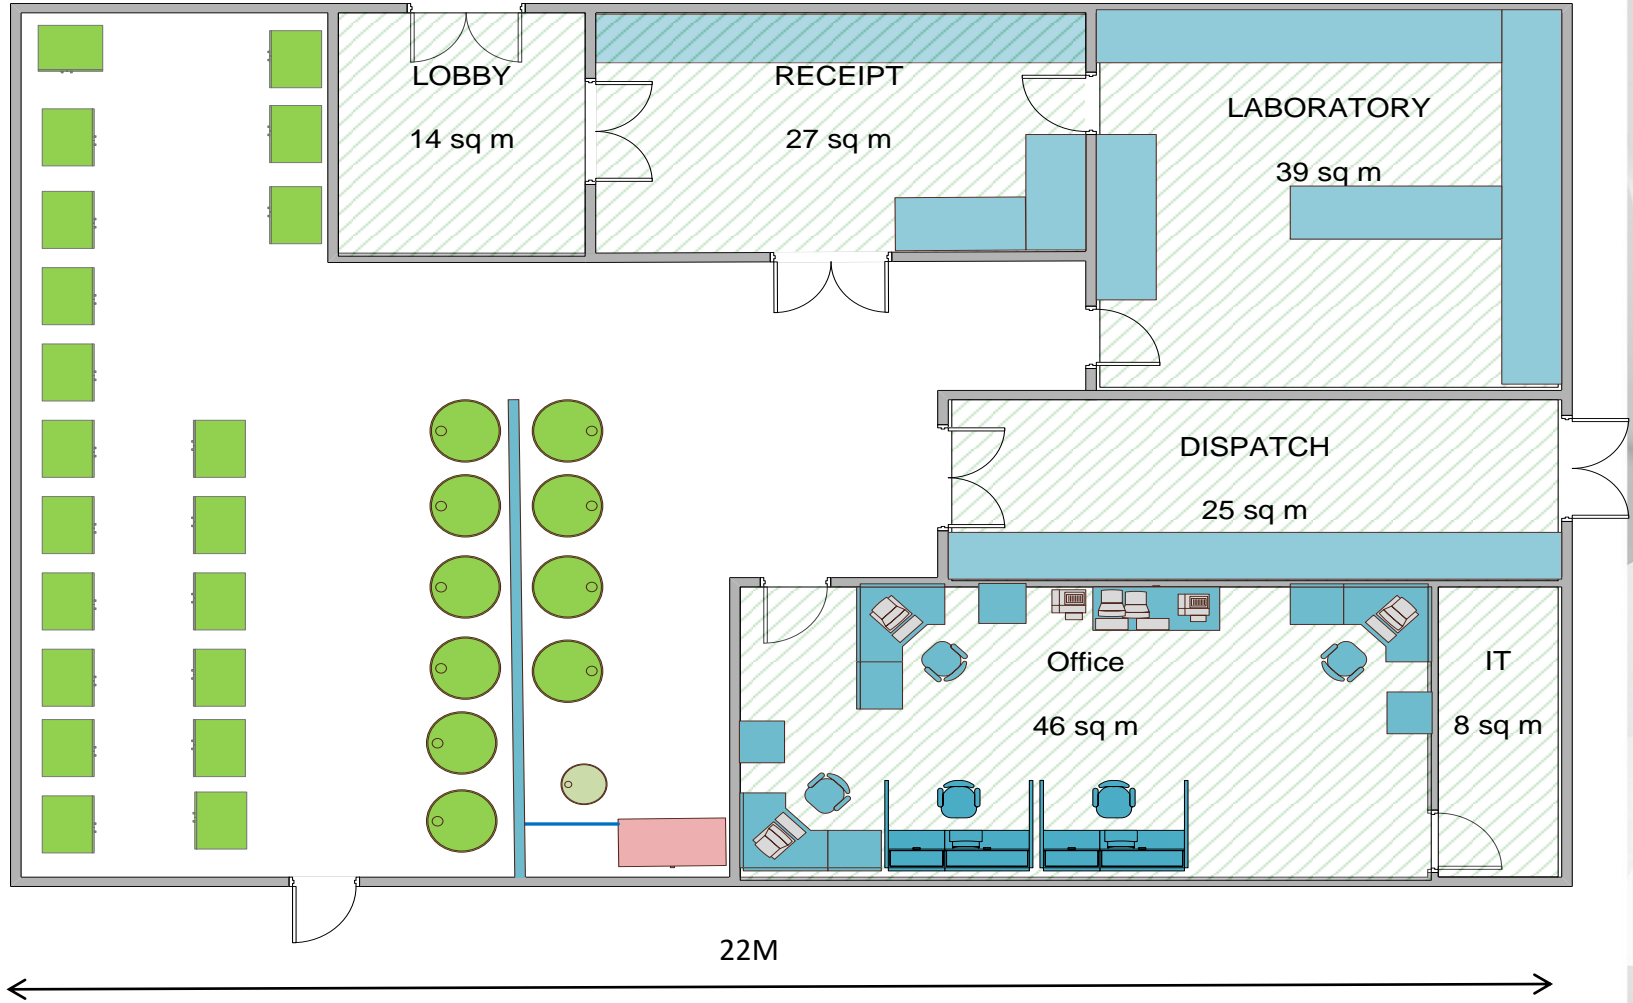 LOBBY
14 sq m
RECEIPT
27 sq m
LABORATORY
39 sq m
DISPATCH
25 sq m
Office
46 sq m
IT
8 sq m
22M